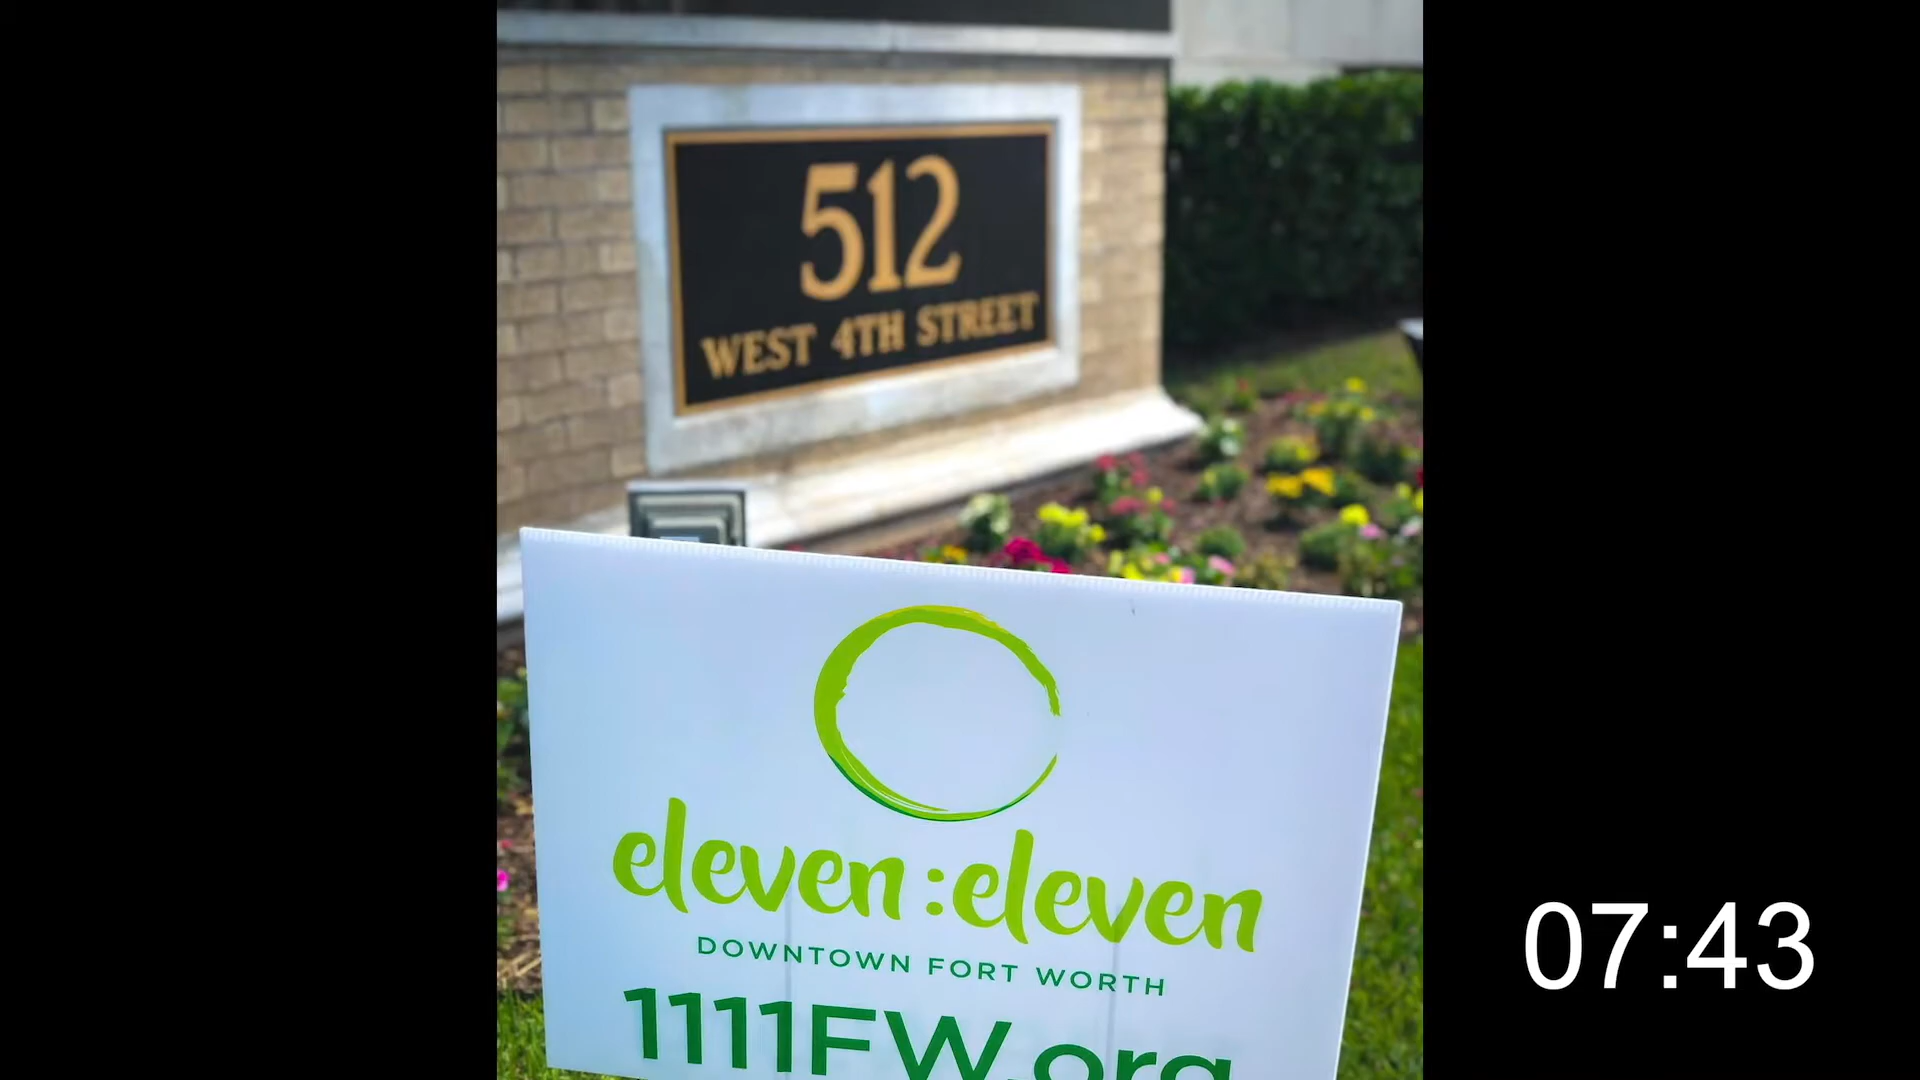 512
WEST 4TH STREET
eleven:eleven
DOWNTOWN FORT WORTH
1111FW.org
07:43